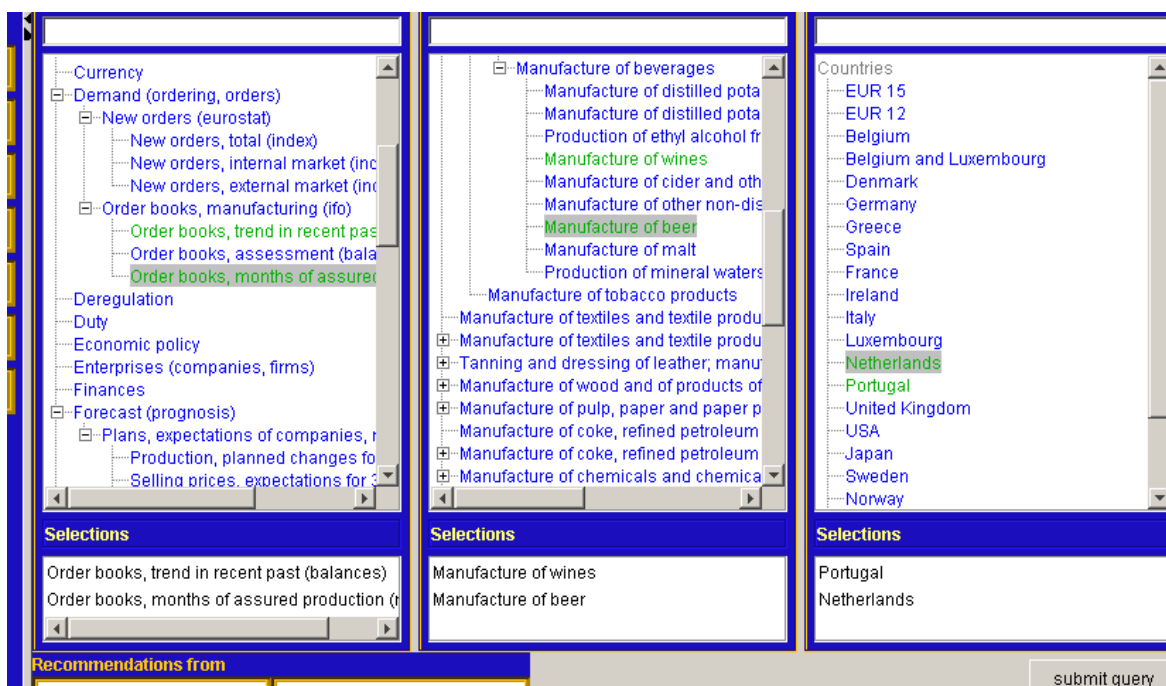 Currency
Demand (ordering, orders)
New orders (eurostat)
New orders, total (index)
New orders, internal market (inc
New orders, external market (inc
Order books, manufacturing (ifo)
Order books, trend in recent pas
Order books, assessment (bala
Order books, months of assured
Deregulation
Duty
Economic policy
Enterprises (companies, firms)
Finances
Forecast (prognosis)
Plans, expectations of companies, r
Production, planned changes fo
Selling prices, expectations for 3
Selections
Order books, trend in recent past (balances)
Order books, months of assured production (r
Manufacture of beverages
Manufacture of distilled pota
Manufacture of distilled pota
Production of ethyl alcohol fr
Manufacture of wines
Manufacture of cider and oth
Manufacture of other non-dis
Manufacture of beer
Manufacture of malt
Production of mineral waters
Manufacture of tobacco products
Manufacture of textiles and textile produ
Manufacture of textiles and textile produ
Tanning and dressing of leather; manuf
Manufacture of wood and of products of
Manufacture of pulp, paper and paper p
Manufacture of coke, refined petroleum
Manufacture of coke, refined petroleum
Manufacture of chemicals and chemica
Selections
Manufacture of wines
Manufacture of beer
Countries
EUR 15
EUR 12
Belgium
Belgium and Luxembourg
Denmark
Germany
Greece
Spain
France
Ireland
Italy
Luxembourg
Netherlands
Portugal
United Kingdom
USA
Japan
Sweden
Norway
Selections
Portugal
Netherlands
Recommendations from
submit query